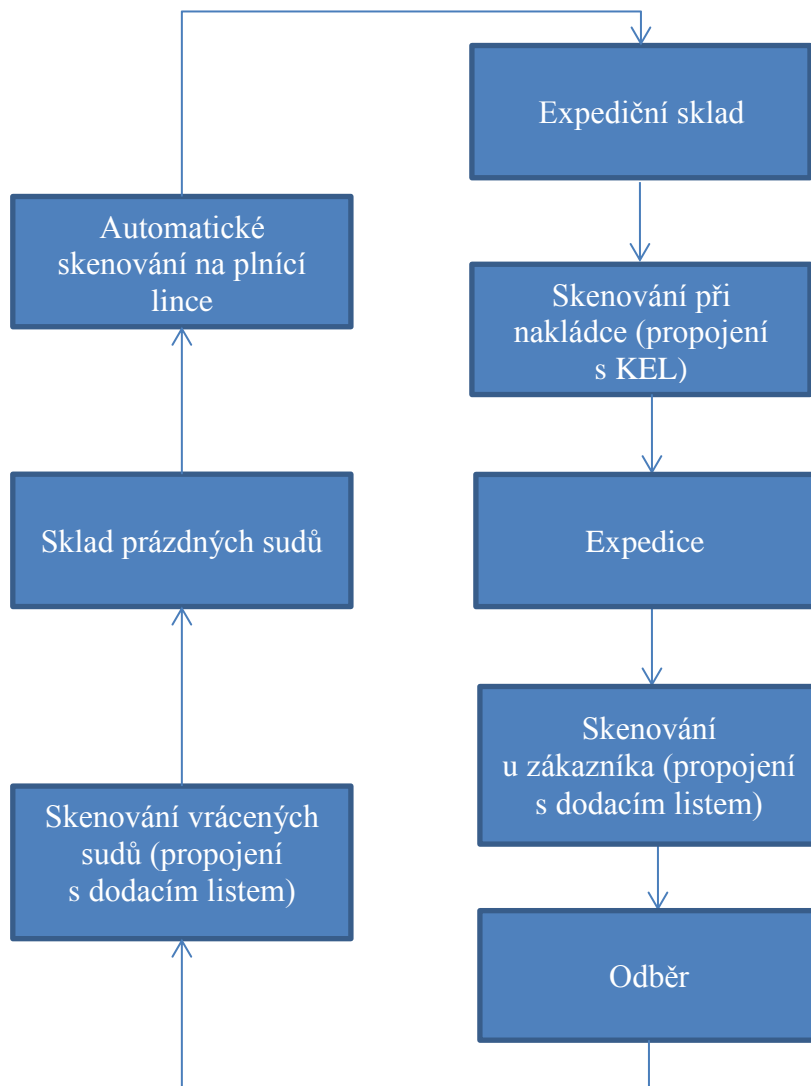 Expediční sklad
Automatické
skenování na plnící
lince
Skenování při
nakládce (propojení
s KEL)
Sklad prázdných sudů
Expedice
Skenování
u zákazníka (propojení
s dodacím listem)
Skenování vrácených
sudů (propojení
s dodacím listem)
Odběr